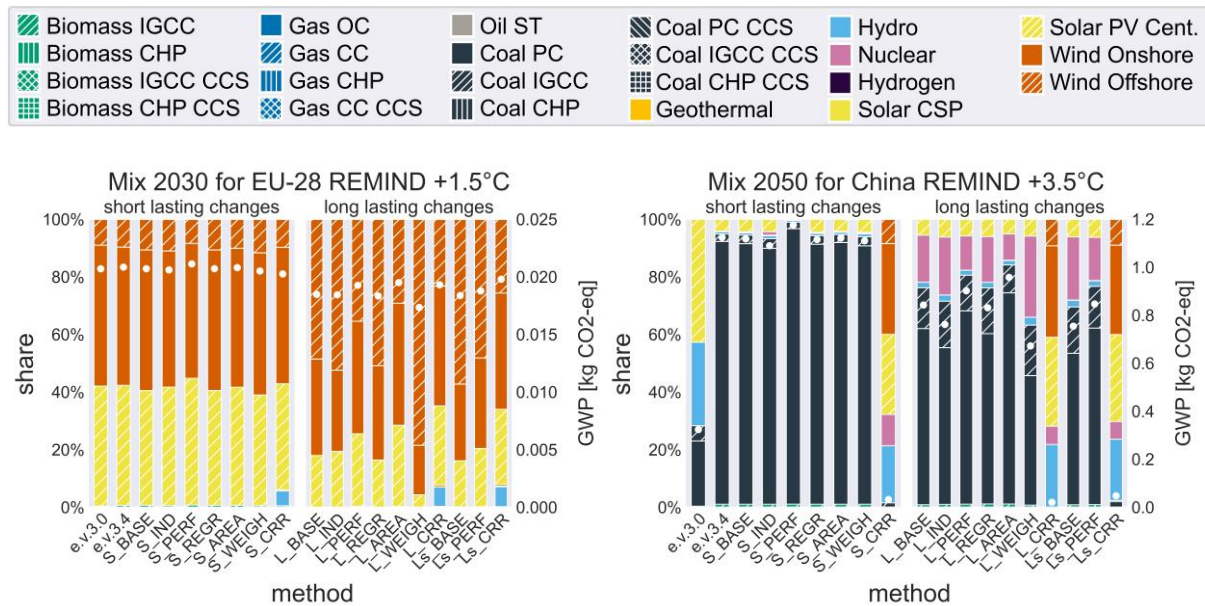 Biomass IGCC
Biomass CHP
Biomass IGCC CCS
Biomass CHP CCS
Gas OC
Gas CC
Gas CHP
Gas CC CCS
Oil ST
Coal PC
Coal IGCC
Coal CHP
Coal PC CCS
Coal IGCC CCS
Coal CHP CCS
Geothermal
Hydro
Nuclear
Hydrogen
Solar CSP
Solar PV Cent.
Wind Onshore
Wind Offshore
Mix 2030 for EU-28 REMIND +1.5°C
short lasting changes
long lasting changes
share
100%
80%
60%
40%
20%
0%
0.025
0.020
0.015
0.010
0.005
0.000
GWP [kg CO2-eq]
e.v.3.0
e.v.3.4
S_BASE
S_IND
S_PERF
S_REGR
S_AREA
S_WEIGH
S_CRR
L_BASE
L_IND
L_PERF
L_REGR
L_AREA
L_WEIGH
L_CRR
Ls_BASE
Ls_PERF
Ls_CRR
method
Mix 2050 for China REMIND +3.5°C
short lasting changes
long lasting changes
share
100%
80%
60%
40%
20%
0%
1.2
1.0
0.8
0.6
0.4
0.2
0.0
GWP [kg CO2-eq]
e.v.3.0
e.v.3.4
S_BASE
S_IND
S_PERF
S_REGR
S_AREA
S_WEIGH
S_CRR
L_BASE
L_IND
L_PERF
L_REGR
L_AREA
L_WEIGH
L_CRR
Ls_BASE
Ls_PERF
Ls_CRR
method